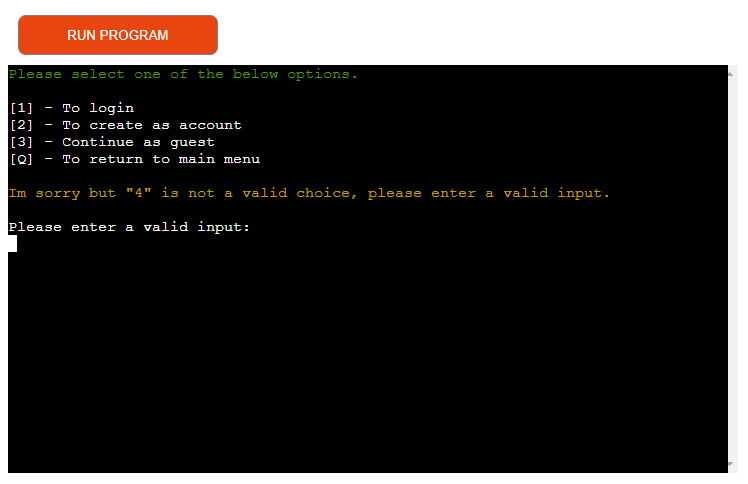 RUN PROGRAM
Please select one of the below options.
[1] - To login
[2] - To create as account
[3] - Continue as guest
[Q] - To return to main menu
Im sorry but "4" is not a valid choice, please enter a valid input.
Please enter a valid input: